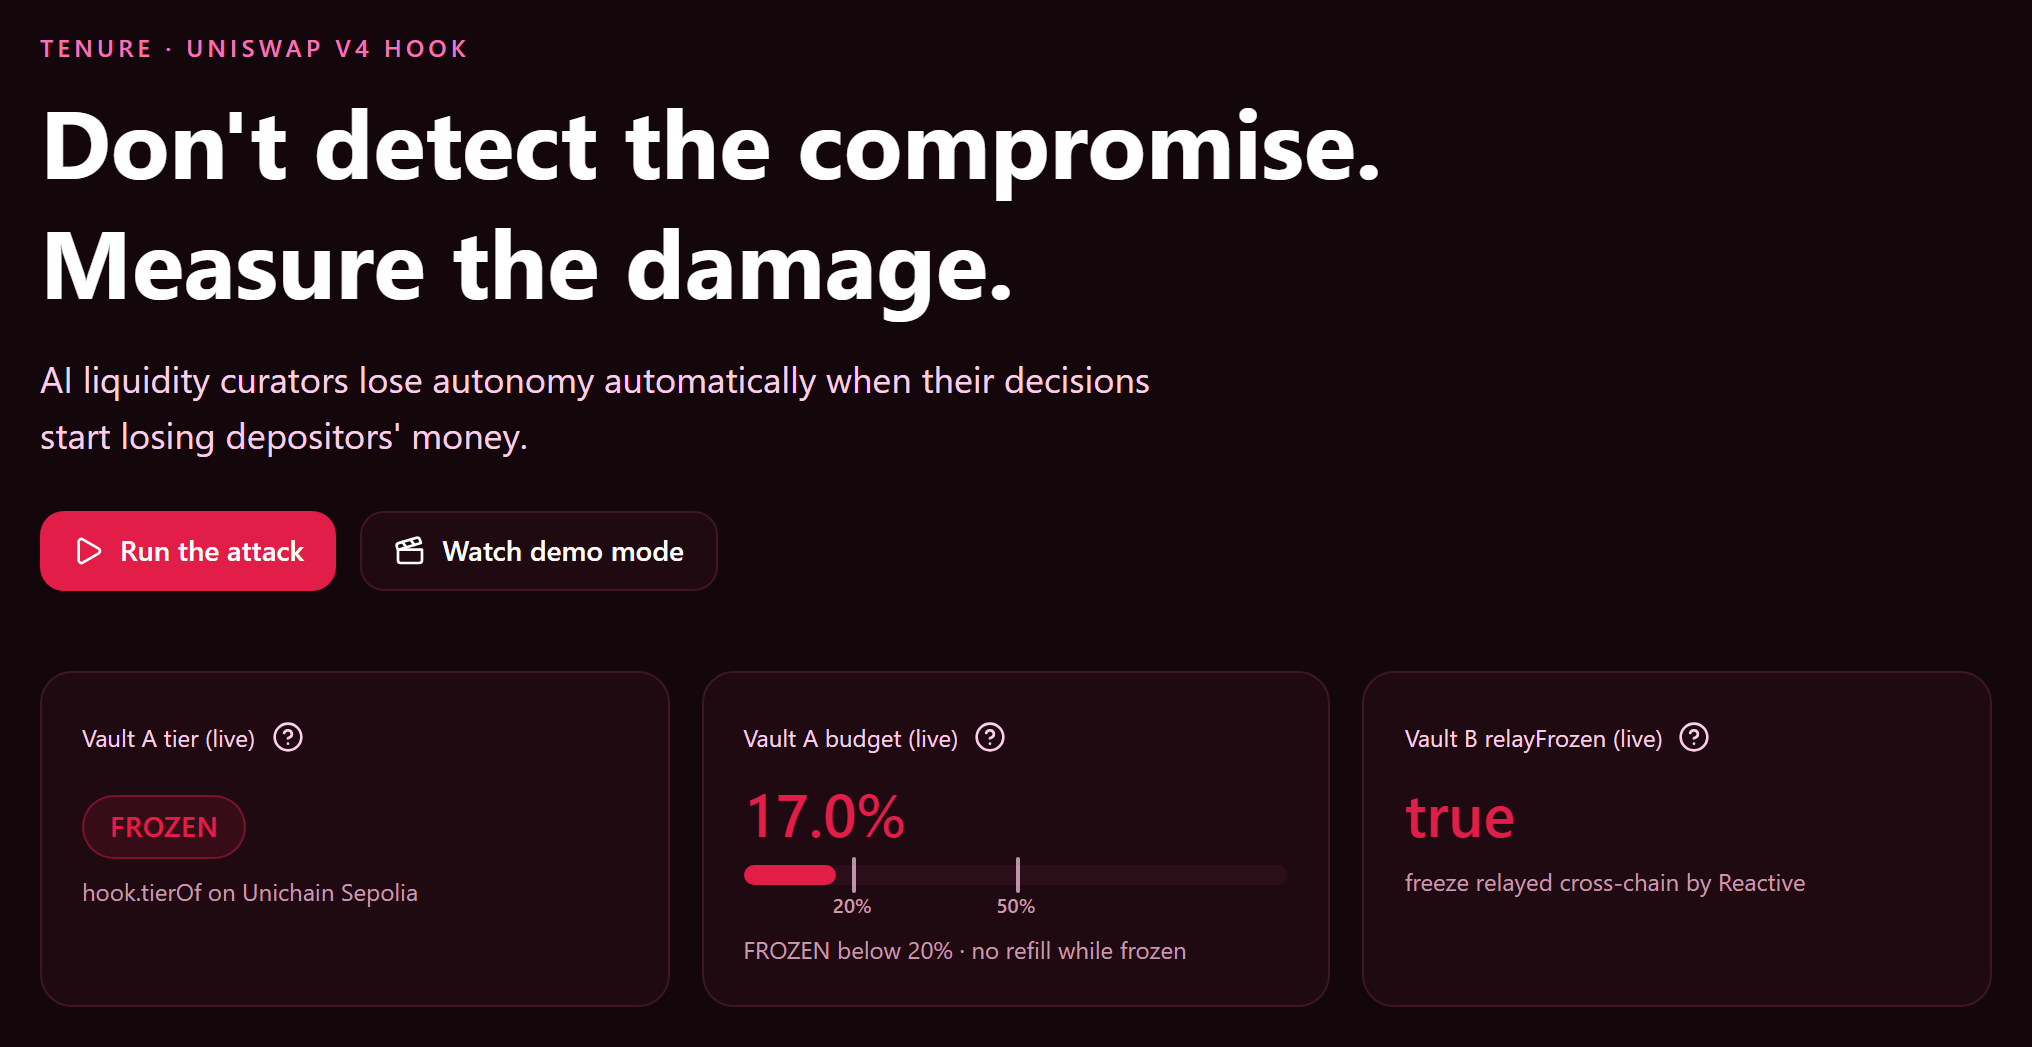 TENURE · UNISWAP V4 HOOK
Don't detect the compromise.
Measure the damage.
AI liquidity curators lose autonomy automatically when their decisions
start losing depositors' money.
Run the attack
Watch demo mode
Vault A tier (live)
FROZEN
hook.tierOf on Unichain Sepolia
Vault A budget (live)
17.0%
20%
50%
FROZEN below 20% · no refill while frozen
Vault B relayFrozen (live)
true
freeze relayed cross-chain by Reactive